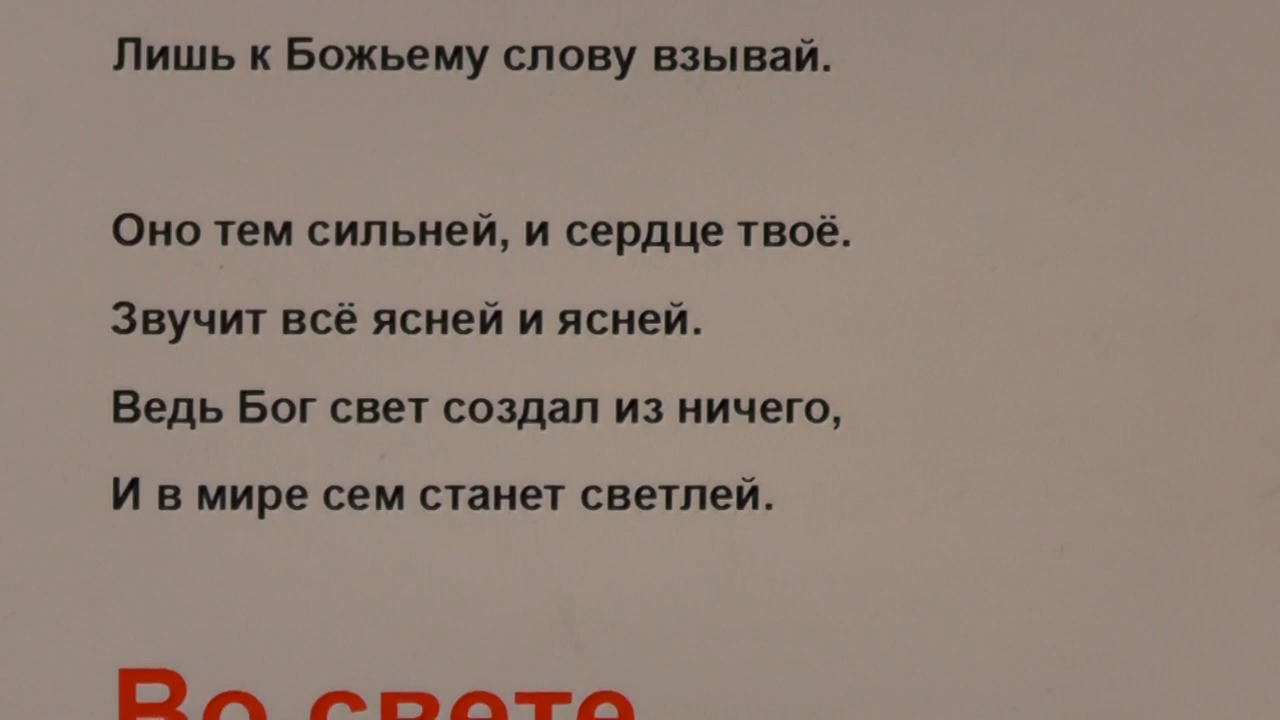 Лишь к Божьему слову взывай.
Оно тем сильней, и сердце твоё.
Звучит всё ясней и ясней.
Ведь Бог свет создал из ничего,
И в мире сем станет светлей.
Во свете